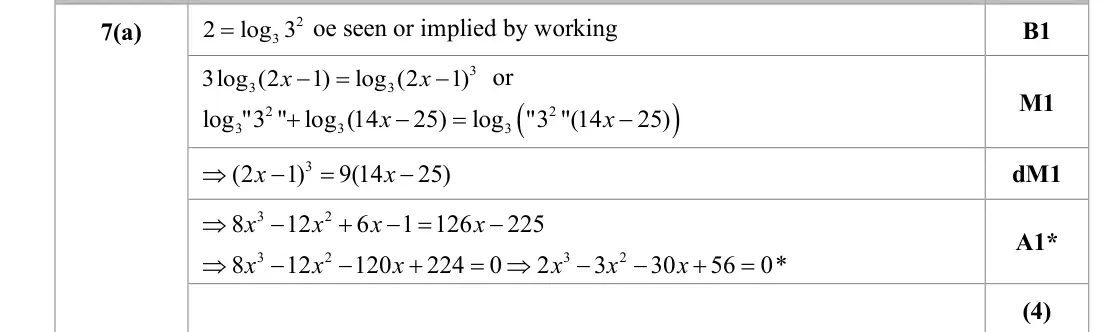 7(a) 2 = log₃ 3² oe seen or implied by working B1
3log₃(2x − 1) = log₃(2x − 1)³ or
log₃"3²"+ log₃(14x − 25) = log₃("3²"(14x − 25)) M1
⇒ (2x − 1)³ = 9(14x − 25) dM1
⇒ 8x³ − 12x² + 6x − 1 = 126x − 225
⇒ 8x³ − 12x² − 120x + 224 = 0 ⇒ 2x³ − 3x² − 30x + 56 = 0* A1*
(4)